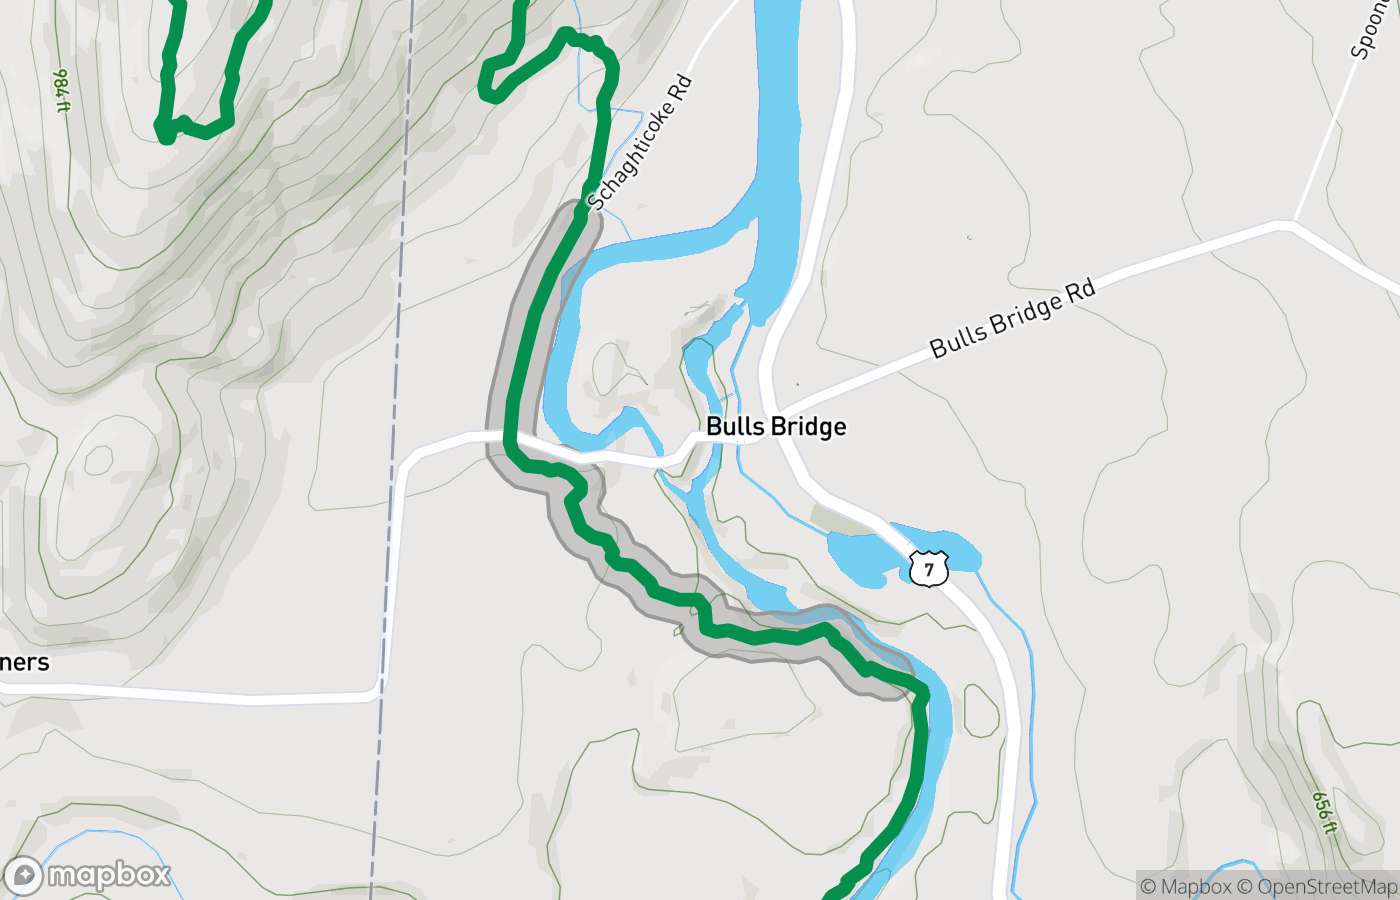 Spoon
984 ft
Schaghticoke Rd
Bulls Bridge Rd
Bulls Bridge
7
ners
656 ft
mapbox
© Mapbox © OpenStreetMap